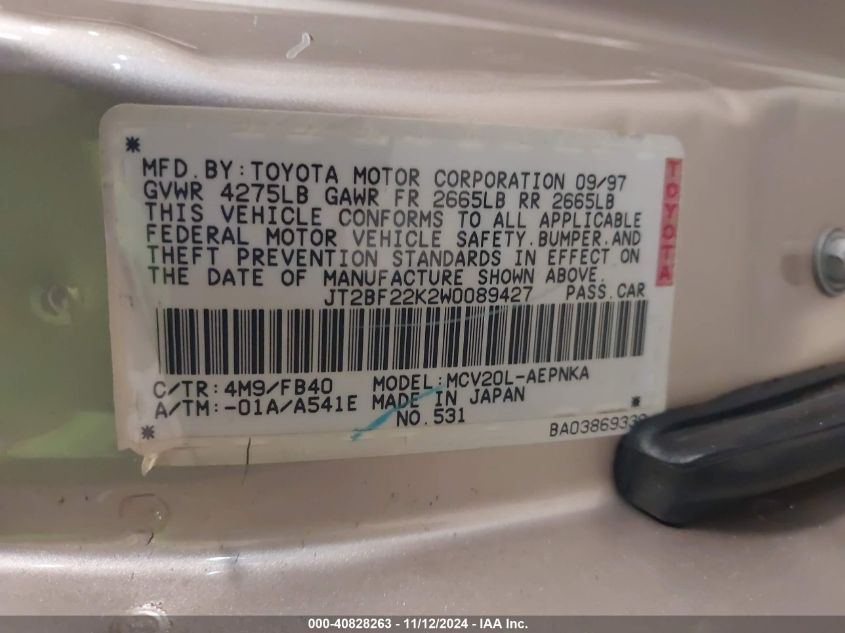 MFD.BY:TOYOTA MOTOR CORPORATION 09/97
GVWR 4275LB GAWR FR 2665LB RR 2665LB
THIS VEHICLE CONFORMS TO ALL APPLICABLE
FEDERAL MOTOR VEHICLE SAFETY.BUMPER.AND
THEFT PREVENTION STANDARDS IN EFFECT ON
THE DATE OF MANUFACTURE SHOWN ABOVE.
JT2BF22K2W0089427 PASS.CAR
C/TR:4M9/FB40 MODEL:MCV20L-AEPNKA
A/TM:-01A/A541E MADE IN JAPAN
NO.531
TOYOTA
000-40828263 - 11/12/2024 - IAA Inc.